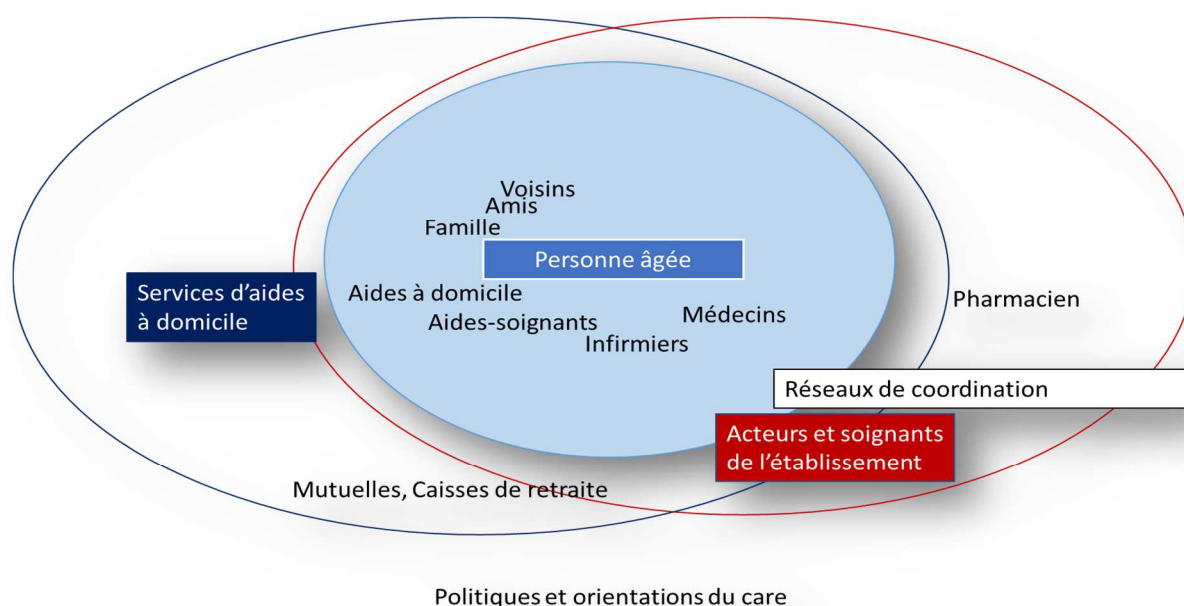 Voisins
Amis
Famille
Personne âgée
Services d’aides
à domicile
Aides à domicile
Aides-soignants
Médecins
Infirmiers
Pharmacien
Réseaux de coordination
Acteurs et soignants
de l’établissement
Mutuelles, Caisses de retraite
Politiques et orientations du care